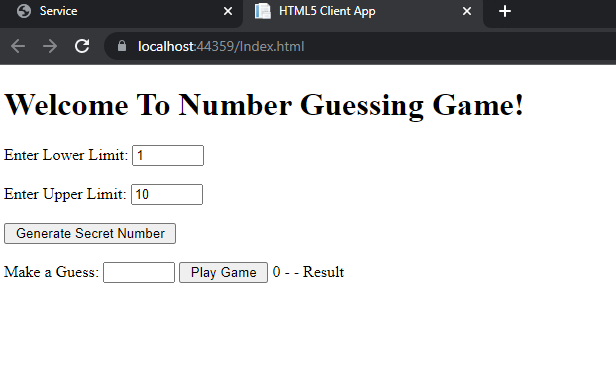 Service
HTML5 Client App
localhost:44359/Index.html
Welcome To Number Guessing Game!
Enter Lower Limit: 1
Enter Upper Limit: 10
Generate Secret Number
Make a Guess: Play Game 0 - - Result